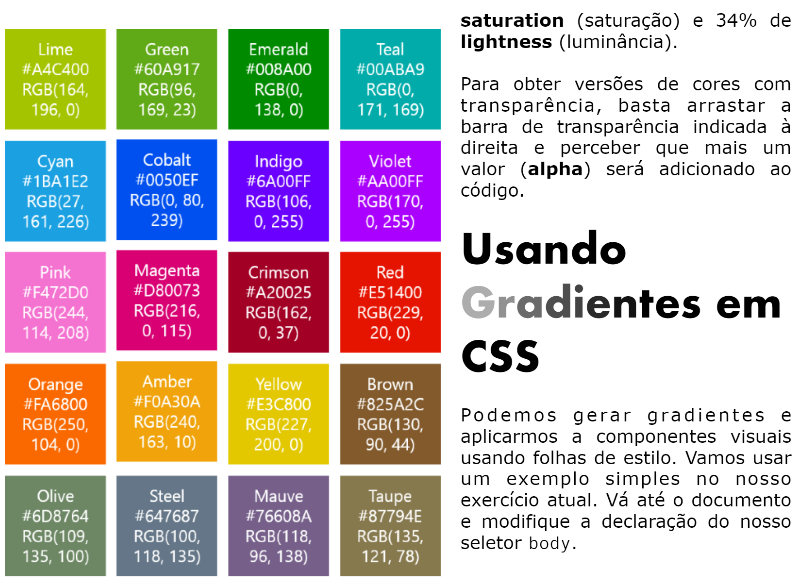 Lime
#A4C400
RGB(164,
196, 0)
Green
#60A917
RGB(96,
169, 23)
Emerald
#008A00
RGB(0,
138, 0)
Teal
#00ABA9
RGB(0,
171, 169)
Cyan
#1BA1E2
RGB(27,
161, 226)
Cobalt
#0050EF
RGB(0, 80,
239)
Indigo
#6A00FF
RGB(106,
0, 255)
Violet
#AA00FF
RGB(170,
0, 255)
Pink
#F472D0
RGB(244,
114, 208)
Magenta
#D80073
RGB(216,
0, 115)
Crimson
#A20025
RGB(162,
0, 37)
Red
#E51400
RGB(229,
20, 0)
Orange
#FA6800
RGB(250,
104, 0)
Amber
#F0A30A
RGB(240,
163, 10)
Yellow
#E3C800
RGB(227,
200, 0)
Brown
#825A2C
RGB(130,
90, 44)
Olive
#6D8764
RGB(109,
135, 100)
Steel
#647687
RGB(100,
118, 135)
Mauve
#76608A
RGB(118,
96, 138)
Taupe
#87794E
RGB(135,
121, 78)
saturation (saturação) e 34% de
lightness (luminância).
Para obter versões de cores com
transparência, basta arrastar a
barra de transparência indicada à
direita e perceber que mais um
valor (alpha) será adicionado ao
código.
Usando
Gradientes em
CSS
Podemos gerar gradientes e
aplicarmos a componentes visuais
usando folhas de estilo. Vamos usar
um exemplo simples no nosso
exercício atual. Vá até o documento
e modifique a declaração do nosso
seletor body.